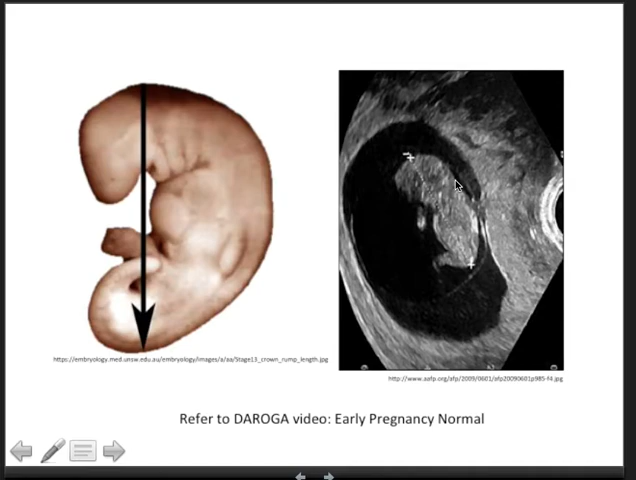 https://embryology.med.unsw.edu.au/embryology/images/a/aa/Stage13_crown_rump_length.jpg
http://www.aafp.org/afp/2009/0601/afp20090601p985-f4.jpg
Refer to DAROGA video: Early Pregnancy Normal